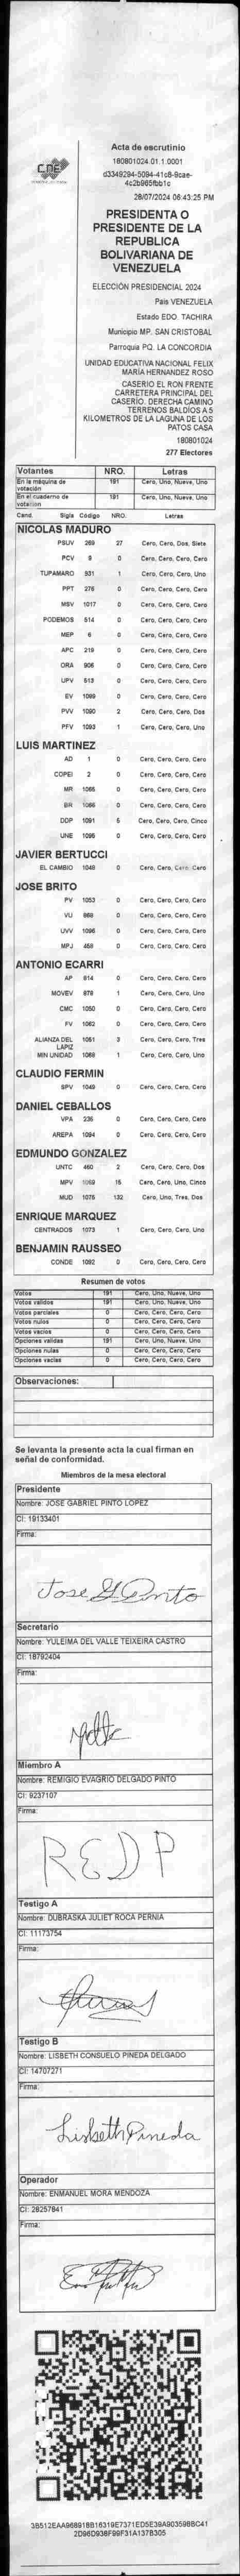 CNE
Acta de escrutinio
180801024.01.1.0001
d3349294-5094-41c8-9cae-
4c2b965fbb1c
28/07/2024 06:43:25 PM
PRESIDENTA O
PRESIDENTE DE LA
REPUBLICA
BOLIVARIANA DE
VENEZUELA
ELECCIÓN PRESIDENCIAL 2024
País VENEZUELA
Estado EDO. TACHIRA
Municipio MP. SAN CRISTOBAL
Parroquia PQ. LA CONCORDIA
UNIDAD EDUCATIVA NACIONAL FELIX
MARÍA HERNANDEZ ROSO
CASERIO EL RON FRENTE
CARRETERA PRINCIPAL DEL
CASERÍO. DERECHA CAMINO
TERRENOS BALDÍOS A 5
KILOMETROS DE LA LAGUNA DE LOS
PATOS CASA
180801024
277 Electores
Votantes NRO. Letras
En la máquina de votación 191 Cero, Uno, Nueve, Uno
En el cuaderno de votación 191 Cero, Uno, Nueve, Uno
Cand. Sigla Código NRO. Letras
NICOLAS MADURO
PSUV 269 27 Cero, Cero, Dos, Siete
PCV 9 0 Cero, Cero, Cero, Cero
TUPAMARO 931 1 Cero, Cero, Cero, Uno
PPT 276 0 Cero, Cero, Cero, Cero
MSV 1017 0 Cero, Cero, Cero, Cero
PODEMOS 514 0 Cero, Cero, Cero, Cero
MEP 6 0 Cero, Cero, Cero, Cero
APC 219 0 Cero, Cero, Cero, Cero
ORA 906 0 Cero, Cero, Cero, Cero
UPV 513 0 Cero, Cero, Cero, Cero
EV 1089 0 Cero, Cero, Cero, Cero
PVV 1090 2 Cero, Cero, Cero, Dos
PFV 1093 1 Cero, Cero, Cero, Uno
LUIS MARTINEZ
AD 1 0 Cero, Cero, Cero, Cero
COPEI 2 0 Cero, Cero, Cero, Cero
MR 1065 0 Cero, Cero, Cero, Cero
BR 1066 0 Cero, Cero, Cero, Cero
DDP 1091 5 Cero, Cero, Cero, Cinco
UNE 1095 0 Cero, Cero, Cero, Cero
JAVIER BERTUCCI
EL CAMBIO 1048 0 Cero, Cero, Cero, Cero
JOSE BRITO
PV 1053 0 Cero, Cero, Cero, Cero
VU 968 0 Cero, Cero, Cero, Cero
UVV 1096 0 Cero, Cero, Cero, Cero
MPJ 458 0 Cero, Cero, Cero, Cero
ANTONIO ECARRI
AP 814 0 Cero, Cero, Cero, Cero
MOVEV 979 1 Cero, Cero, Cero, Uno
CMC 1050 0 Cero, Cero, Cero, Cero
FV 1062 0 Cero, Cero, Cero, Cero
ALIANZA DEL LAPIZ 1051 3 Cero, Cero, Cero, Tres
MIN UNIDAD 1068 1 Cero, Cero, Cero, Uno
CLAUDIO FERMIN
SPV 1049 0 Cero, Cero, Cero, Cero
DANIEL CEBALLOS
VPA 235 0 Cero, Cero, Cero, Cero
AREPA 1094 0 Cero, Cero, Cero, Cero
EDMUNDO GONZALEZ
UNTC 460 2 Cero, Cero, Cero, Dos
MPV 1069 15 Cero, Cero, Uno, Cinco
MUD 1075 132 Cero, Uno, Tres, Dos
ENRIQUE MARQUEZ
CENTRADOS 1073 1 Cero, Cero, Cero, Uno
BENJAMIN RAUSSEO
CONDE 1092 0 Cero, Cero, Cero, Cero
Resumen de votos
Votos 191 Cero, Uno, Nueve, Uno
Votos válidos 191 Cero, Uno, Nueve, Uno
Votos parciales 0 Cero, Cero, Cero, Cero
Votos nulos 0 Cero, Cero, Cero, Cero
Votos vacíos 0 Cero, Cero, Cero, Cero
Opciones válidas 191 Cero, Uno, Nueve, Uno
Opciones nulas 0 Cero, Cero, Cero, Cero
Opciones vacías 0 Cero, Cero, Cero, Cero
Observaciones:
Se levanta la presente acta la cual firman en
señal de conformidad.
Miembros de la mesa electoral
Presidente
Nombre: JOSE GABRIEL PINTO LOPEZ
CI: 19133401
Firma:
Jose G Pinto
Secretario
Nombre: YULEIMA DEL VALLE TEIXEIRA CASTRO
CI: 18792404
Firma:
Miembro A
Nombre: REMIGIO EVAGRIO DELGADO PINTO
CI: 9237107
Firma:
REDP
Testigo A
Nombre: DUBRASKA JULIET ROCA PERNIA
CI: 11173754
Firma:
Testigo B
Nombre: LISBETH CONSUELO PINEDA DELGADO
CI: 14707271
Firma:
Lisbeth Pineda
Operador
Nombre: ENMANUEL MORA MENDOZA
CI: 28257841
Firma:
3B512EAA968918B16319E7371ED5E39A903598BC41
2D96D938F99F31A137B305